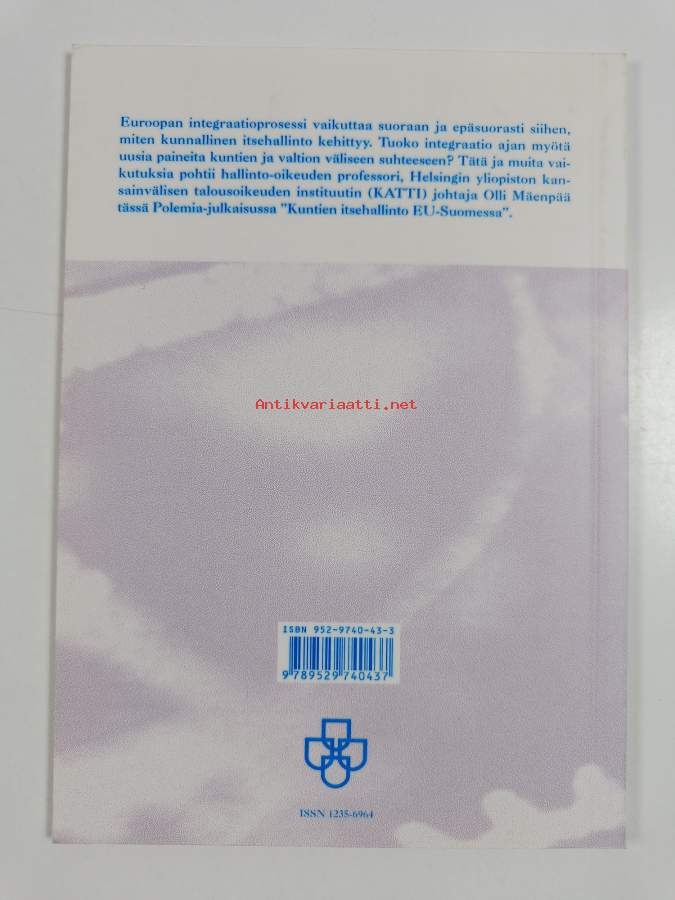 Euroopan integraatioprosessi vaikuttaa suoraan ja epäsuorasti siihen,
miten kunnallinen itsehallinto kehittyy. Tuoko integraatio ajan myötä
uusia paineita kuntien ja valtion väliseen suhteeseen? Tätä ja muita vai-
kutuksia pohtii hallinto-oikeuden professori, Helsingin yliopiston kan-
sainvälisen talousoikeuden instituutin (KATTI) johtaja Olli Mäenpää
tässä Polemia-julkaisussa "Kuntien itsehallinto EU-Suomessa".
Antikvariaatti.net
ISBN 952-9740-43-3
9 789529 740437
ISSN 1235-6964